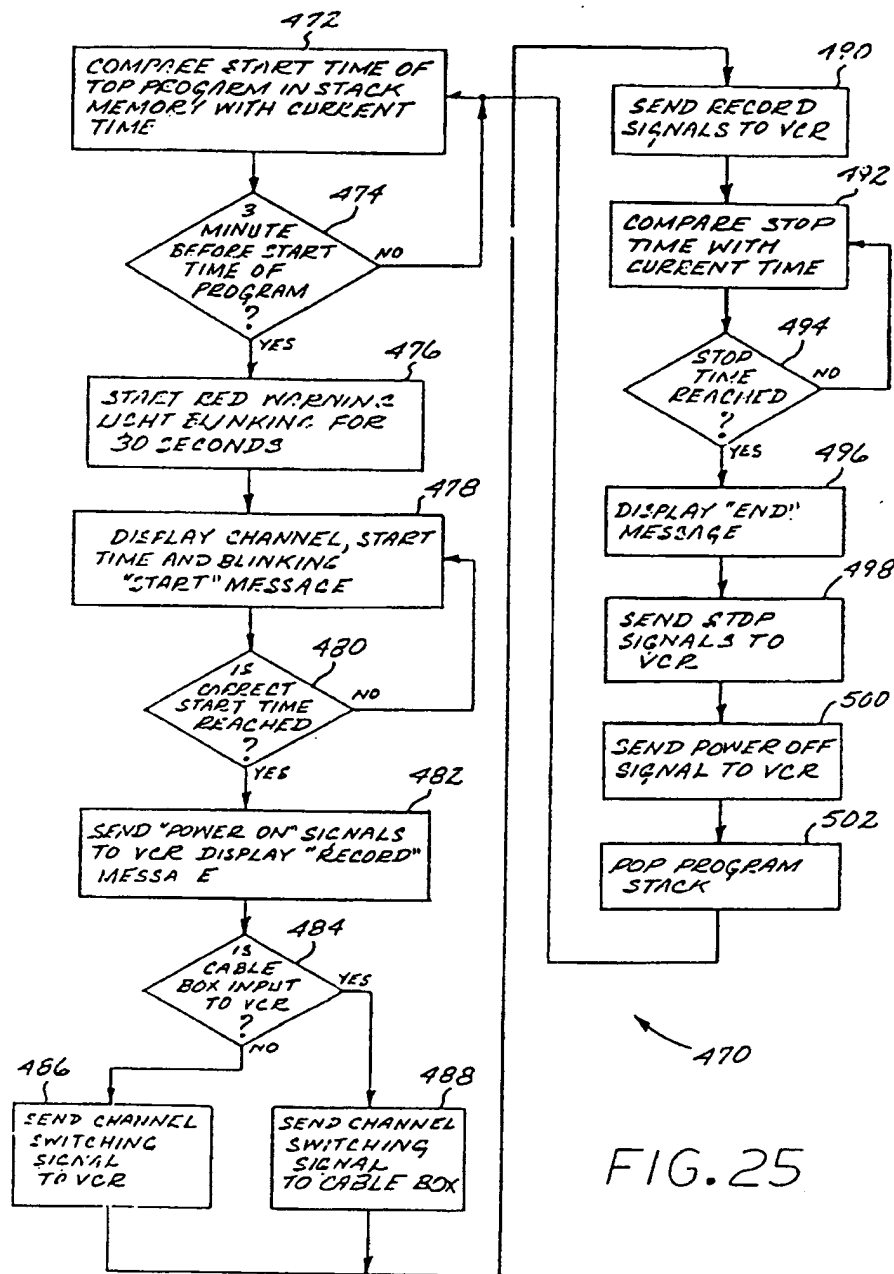 472
COMPARE START TIME OF
TOP PROGARM IN STACK
MEMORY WITH CURRENT
TIME
474
3
MINUTE
BEFORE START
TIME OF
PROGRAM
?
NO
YES
476
START RED WARNING
LIGHT BLINKING FOR
30 SECONDS
478
DISPLAY CHANNEL, START
TIME AND BLINKING
"START" MESSAGE
480
IS
CORRECT
START TIME
REACHED
?
NO
YES
482
SEND "POWER ON" SIGNALS
TO VCR DISPLAY "RECORD"
MESSA E
484
IS
CABLE
BOX INPUT
TO VCR
?
YES
NO
486
SEND CHANNEL
SWITCHING
SIGNAL
TO VCR
488
SEND CHANNEL
SWITCHING
SIGNAL
TO CABLE BOX
490
SEND RECORD
SIGNALS TO VCR
492
COMPARE STOP
TIME WITH
CURRENT TIME
494
STOP
TIME
REACHED
?
NO
YES
496
DISPLAY "END"
MESSAGE
498
SEND STOP
SIGNALS TO
VCR
500
SEND POWER OFF
SIGNAL TO VCR
502
POP PROGRAM
STACK
470
FIG. 25